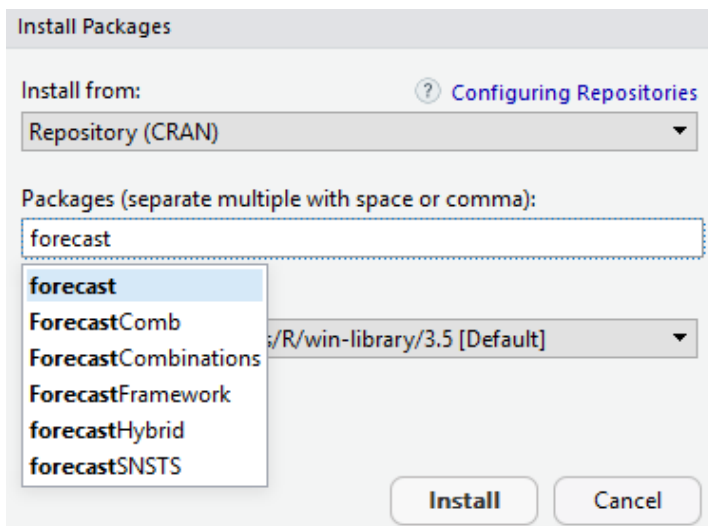 Install Packages
Install from:
? Configuring Repositories
Repository (CRAN)
Packages (separate multiple with space or comma):
forecast
forecast
ForecastComb
ForecastCombinations
/R/win-library/3.5 [Default]
ForecastFramework
forecastHybrid
forecastSNSTS
Install
Cancel